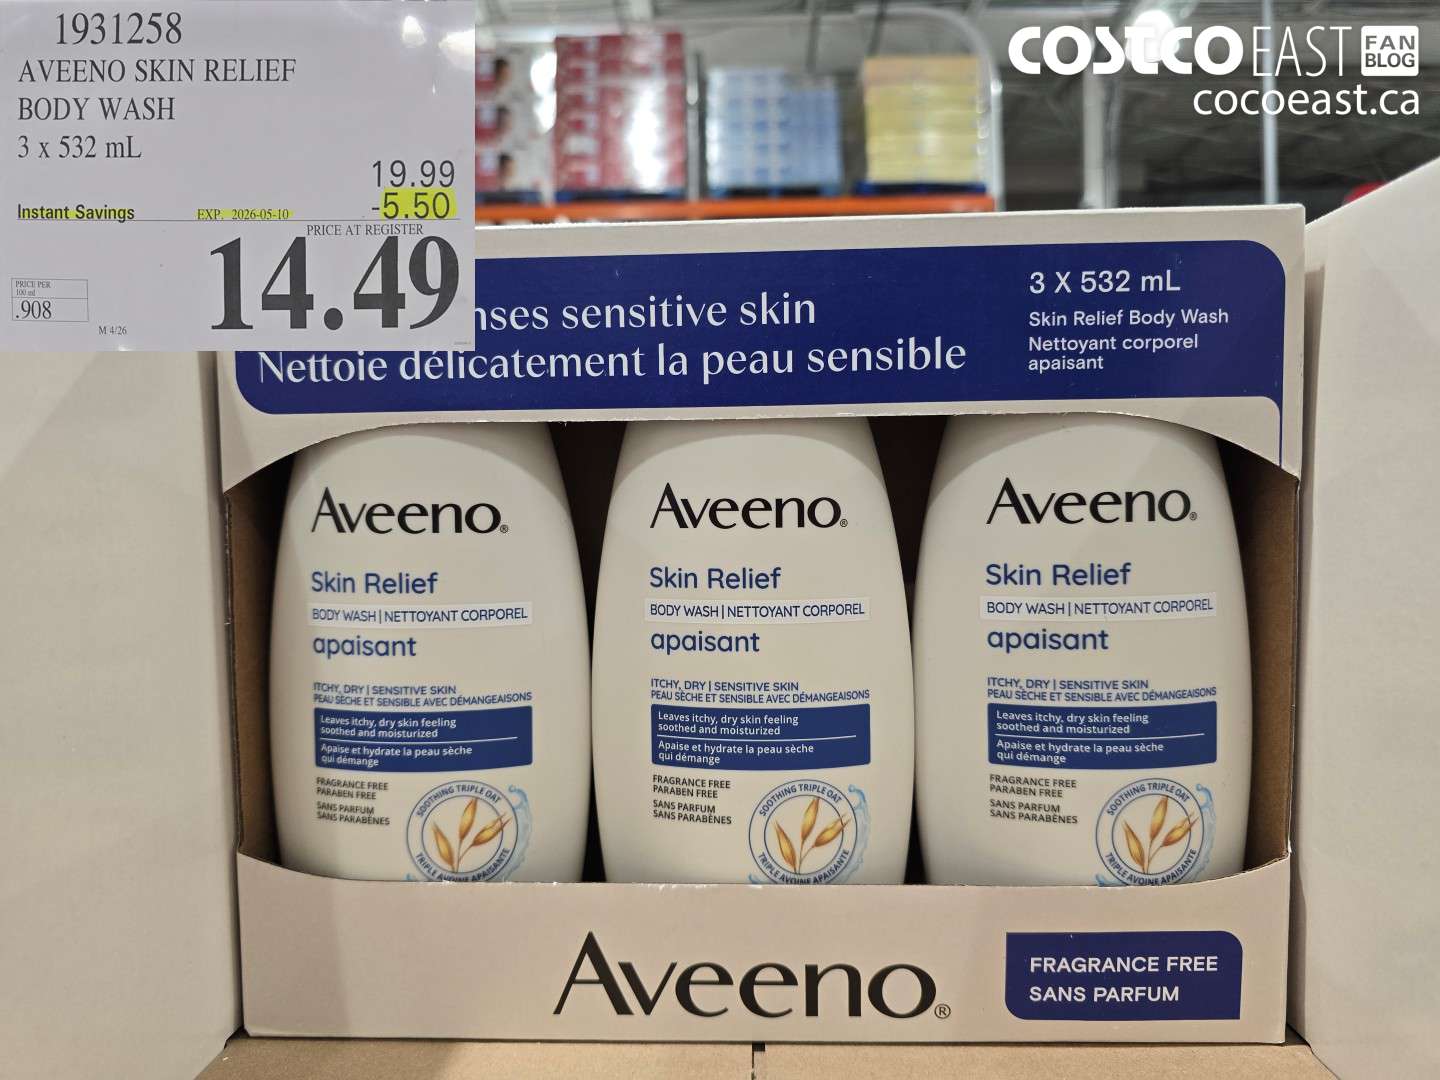 1931258
AVEENO SKIN RELIEF
BODY WASH
3 x 532 mL
19.99
Instant Savings EXP. 2026-05-10 -5.50
PRICE AT REGISTER
14.49
PRICE PER
100 ml
.908
M 4/26
COSTCO EAST FAN BLOG
cocoeast.ca
nses sensitive skin
Nettoie délicatement la peau sensible
3 X 532 mL
Skin Relief Body Wash
Nettoyant corporel
apaisant
Aveeno®
Skin Relief
BODY WASH | NETTOYANT CORPOREL
apaisant
ITCHY, DRY | SENSITIVE SKIN
PEAU SÈCHE ET SENSIBLE AVEC DÉMANGEAISONS
Leaves itchy, dry skin feeling
soothed and moisturized
Apaise et hydrate la peau sèche
qui démange
FRAGRANCE FREE
PARABEN FREE
SANS PARFUM
SANS PARABÈNES
SOOTHING TRIPLE OAT
TRIPLE AVOINE APAISANTE
Aveeno®
Skin Relief
BODY WASH | NETTOYANT CORPOREL
apaisant
ITCHY, DRY | SENSITIVE SKIN
PEAU SÈCHE ET SENSIBLE AVEC DÉMANGEAISONS
Leaves itchy, dry skin feeling
soothed and moisturized
Apaise et hydrate la peau sèche
qui démange
FRAGRANCE FREE
PARABEN FREE
SANS PARFUM
SANS PARABÈNES
SOOTHING TRIPLE OAT
TRIPLE AVOINE APAISANTE
Aveeno®
Skin Relief
BODY WASH | NETTOYANT CORPOREL
apaisant
ITCHY, DRY | SENSITIVE SKIN
PEAU SÈCHE ET SENSIBLE AVEC DÉMANGEAISONS
Leaves itchy, dry skin feeling
soothed and moisturized
Apaise et hydrate la peau sèche
qui démange
FRAGRANCE FREE
PARABEN FREE
SANS PARFUM
SANS PARABÈNES
SOOTHING TRIPLE OAT
TRIPLE AVOINE APAISANTE
Aveeno®
FRAGRANCE FREE
SANS PARFUM